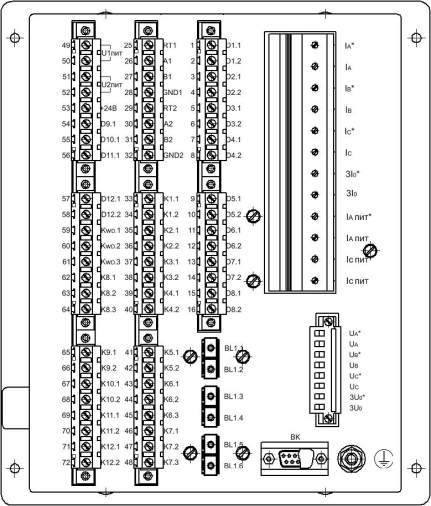 49 U1пит 25 RT1 1 D1.1
50 26 A1 2 D1.2
51 U2пит 27 B1 3 D2.1
52 28 GND1 4 D2.2
53 +24В 29 RT2 5 D3.1
54 D9.1 30 A2 6 D3.2
55 D10.1 31 B2 7 D4.1
56 D11.1 32 GND2 8 D4.2
57 D12.1 33 K1.1 9 D5.1
58 D12.2 34 K1.2 10 D5.2
59 Kwo.1 35 K2.1 11 D6.1
60 Kwo.2 36 K2.2 12 D6.2
61 Kwo.3 37 K3.1 13 D7.1
62 K8.1 38 K3.2 14 D7.2
63 K8.2 39 K4.1 15 D8.1
64 K8.3 40 K4.2 16 D8.2
65 K9.1 41 K5.1
66 K9.2 42 K5.2
67 K10.1 43 K6.1
68 K10.2 44 K6.2
69 K11.1 45 K6.3
70 K11.2 46 K7.1
71 K12.1 47 K7.2
72 K12.2 48 K7.3
BL1.1
BL1.2
BL1.3
BL1.4
BL1.5
BL1.6
IA*
IA
IB*
IB
IC*
IC
3I0*
3I0
IA пит*
IA пит
IC пит*
IC пит
UA*
UA
UB*
UB
UC*
UC
3U0*
3U0
BK